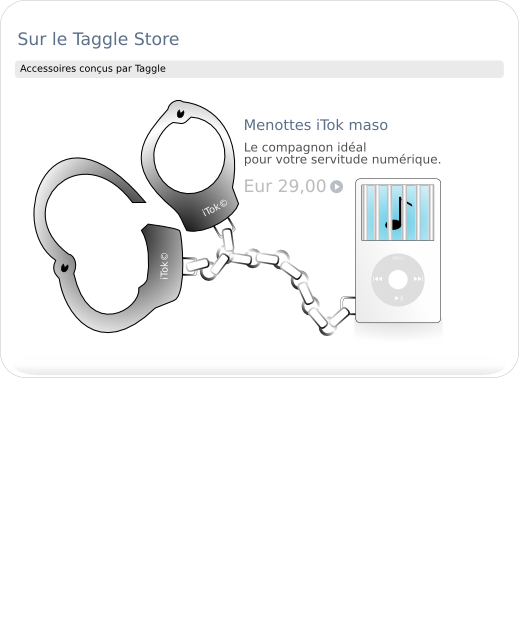 Sur le Taggle Store
Accessoires conçus par Taggle
Menottes iTok maso
Le compagnon idéal
pour votre servitude numérique.
Eur 29,00
iTok©
iTok©